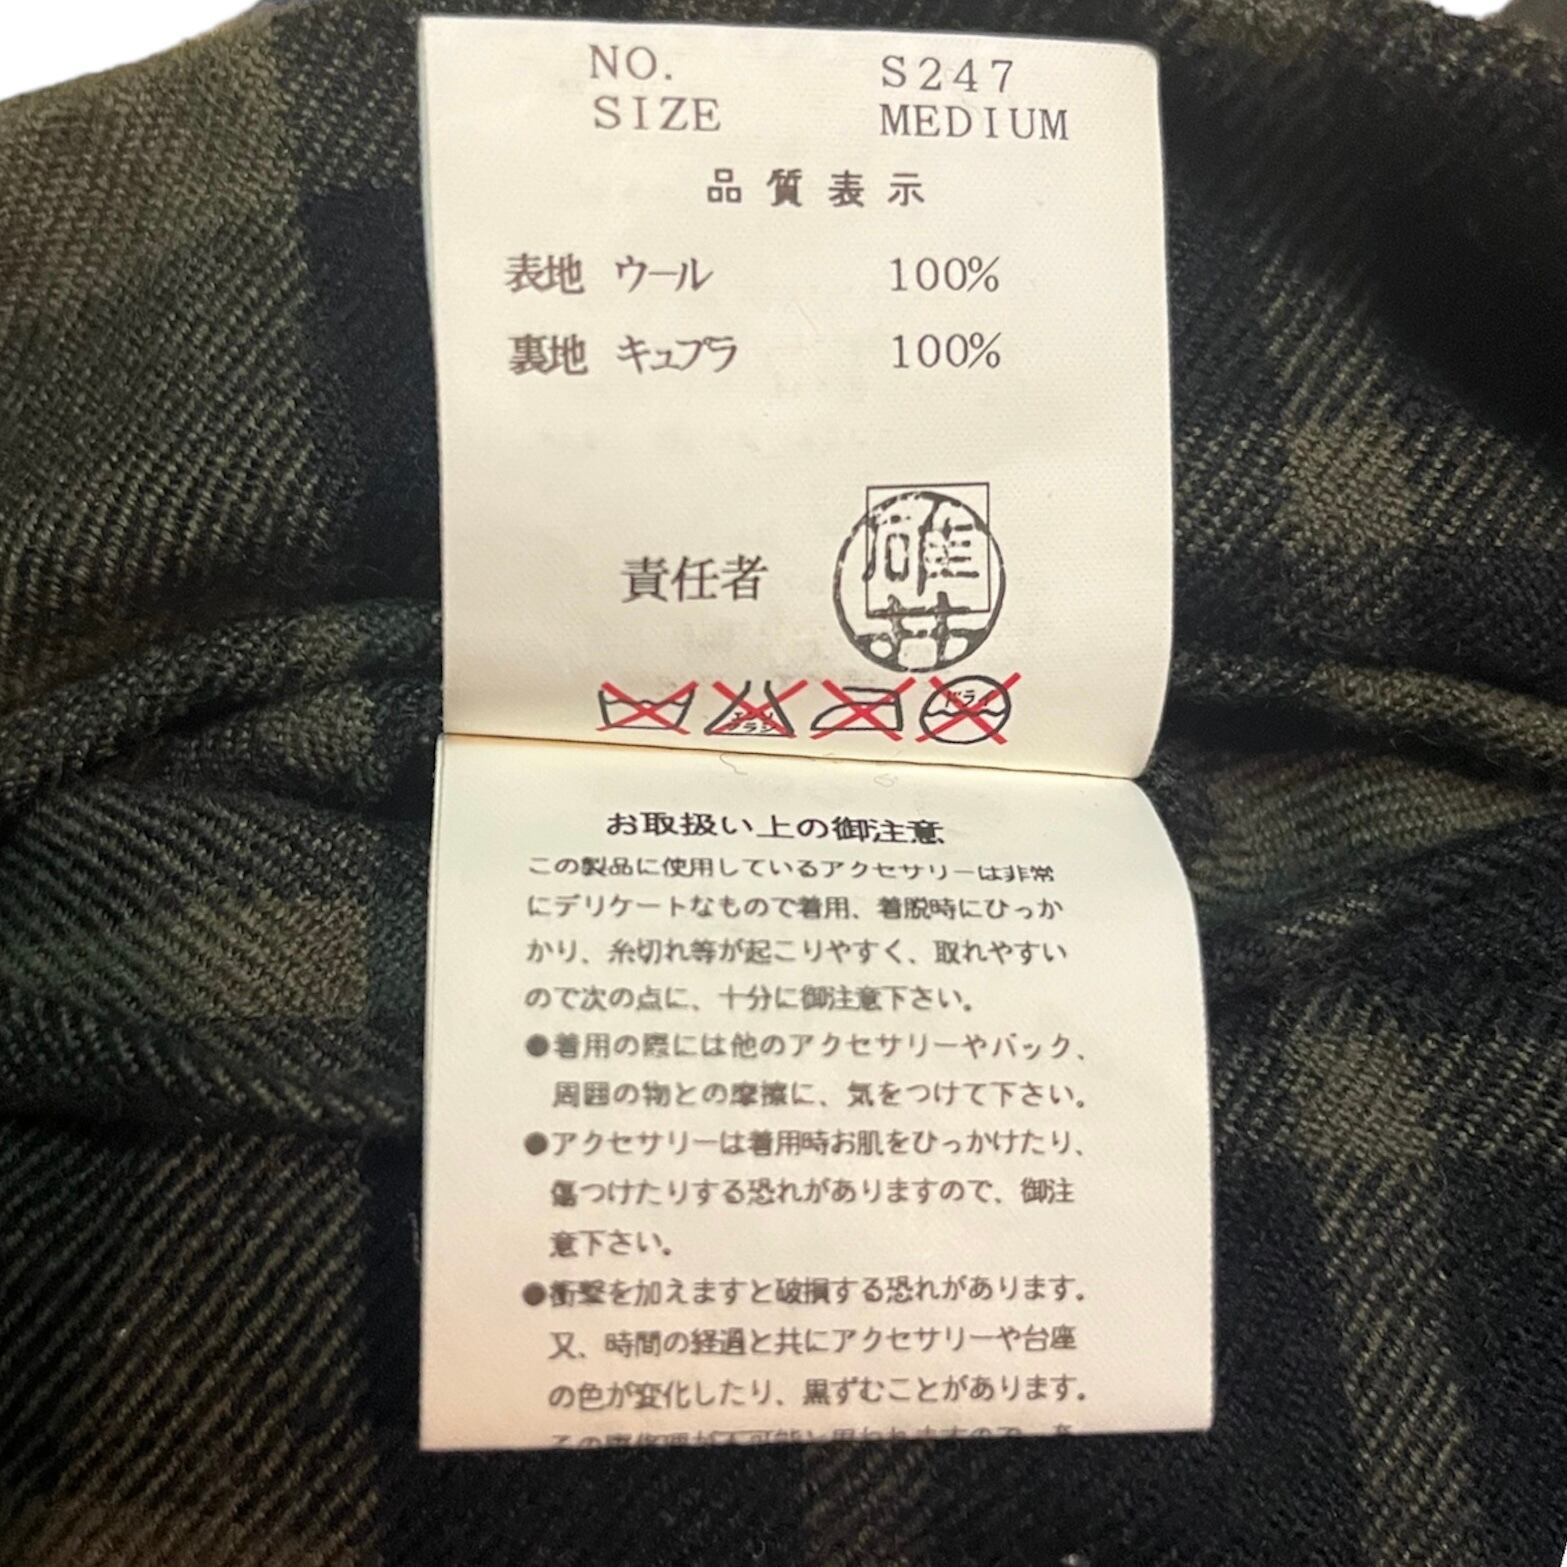 NO. S247
SIZE MEDIUM
品質表示
表地 ウール 100%
裏地 キュプラ 100%
責任者
ドライ
お取扱い上の御注意
この製品に使用しているアクセサリーは非常
にデリケートなもので着用、着脱時にひっか
かり、糸切れ等が起こりやすく、取れやすい
ので次の点に、十分に御注意下さい。
●着用の際には他のアクセサリーやバック、
周囲の物との摩擦に、気をつけて下さい。
●アクセサリーは着用時お肌をひっかけたり、
傷つけたりする恐れがありますので、御注
意下さい。
●衝撃を加えますと破損する恐れがあります。
又、時間の経過と共にアクセサリーや台座
の色が変化したり、黒ずむことがあります。